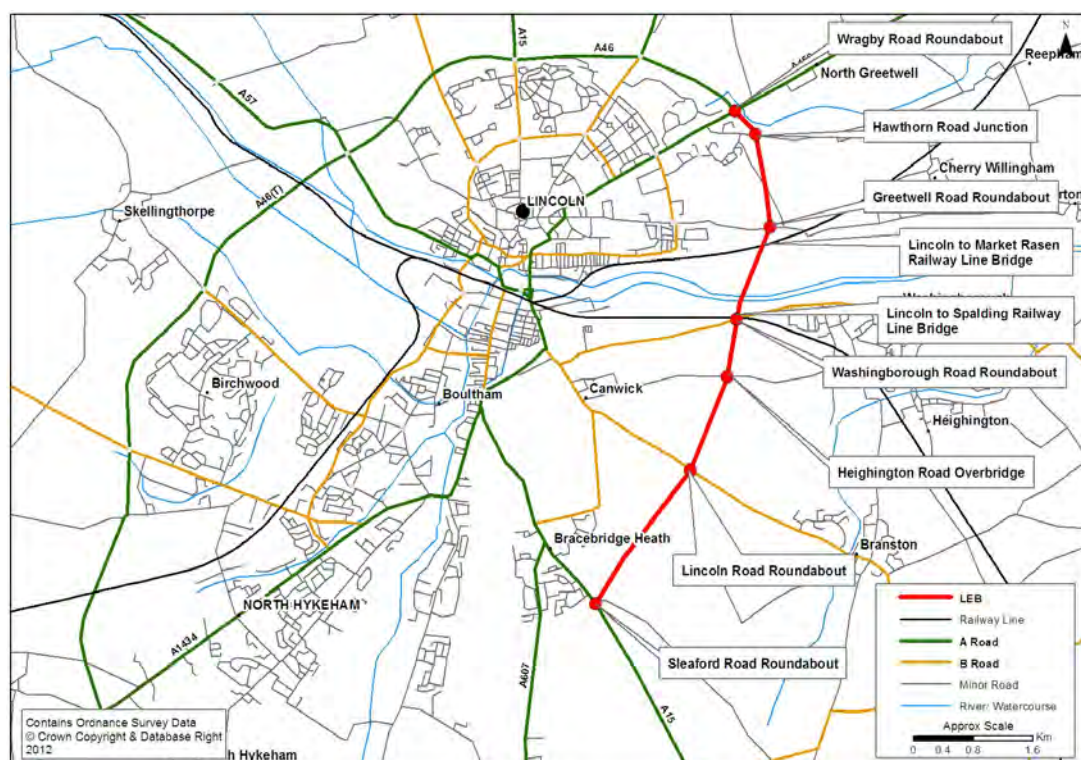 A15
A46
Wragby Road Roundabout
N
Reepham
North Greetwell
A57
Hawthorn Road Junction
Cherry Willingham
A46(T)
Skellingthorpe
LINCOLN
Greetwell Road Roundabout
Lincoln to Market Rasen
Railway Line Bridge
Lincoln to Spalding Railway
Line Bridge
Washingborough Road Roundabout
Birchwood
Boultham
Canwick
Heighington
Heighington Road Overbridge
Bracebridge Heath
Branston
Lincoln Road Roundabout
NORTH HYKEHAM
A1434
Sleaford Road Roundabout
A607
A15
LEB
Railway Line
A Road
B Road
Minor Road
River/ Watercourse
Approx Scale
Km
0 0.4 0.8 1.6
Contains Ordnance Survey Data
© Crown Copyright & Database Right
2012
h Hykeham